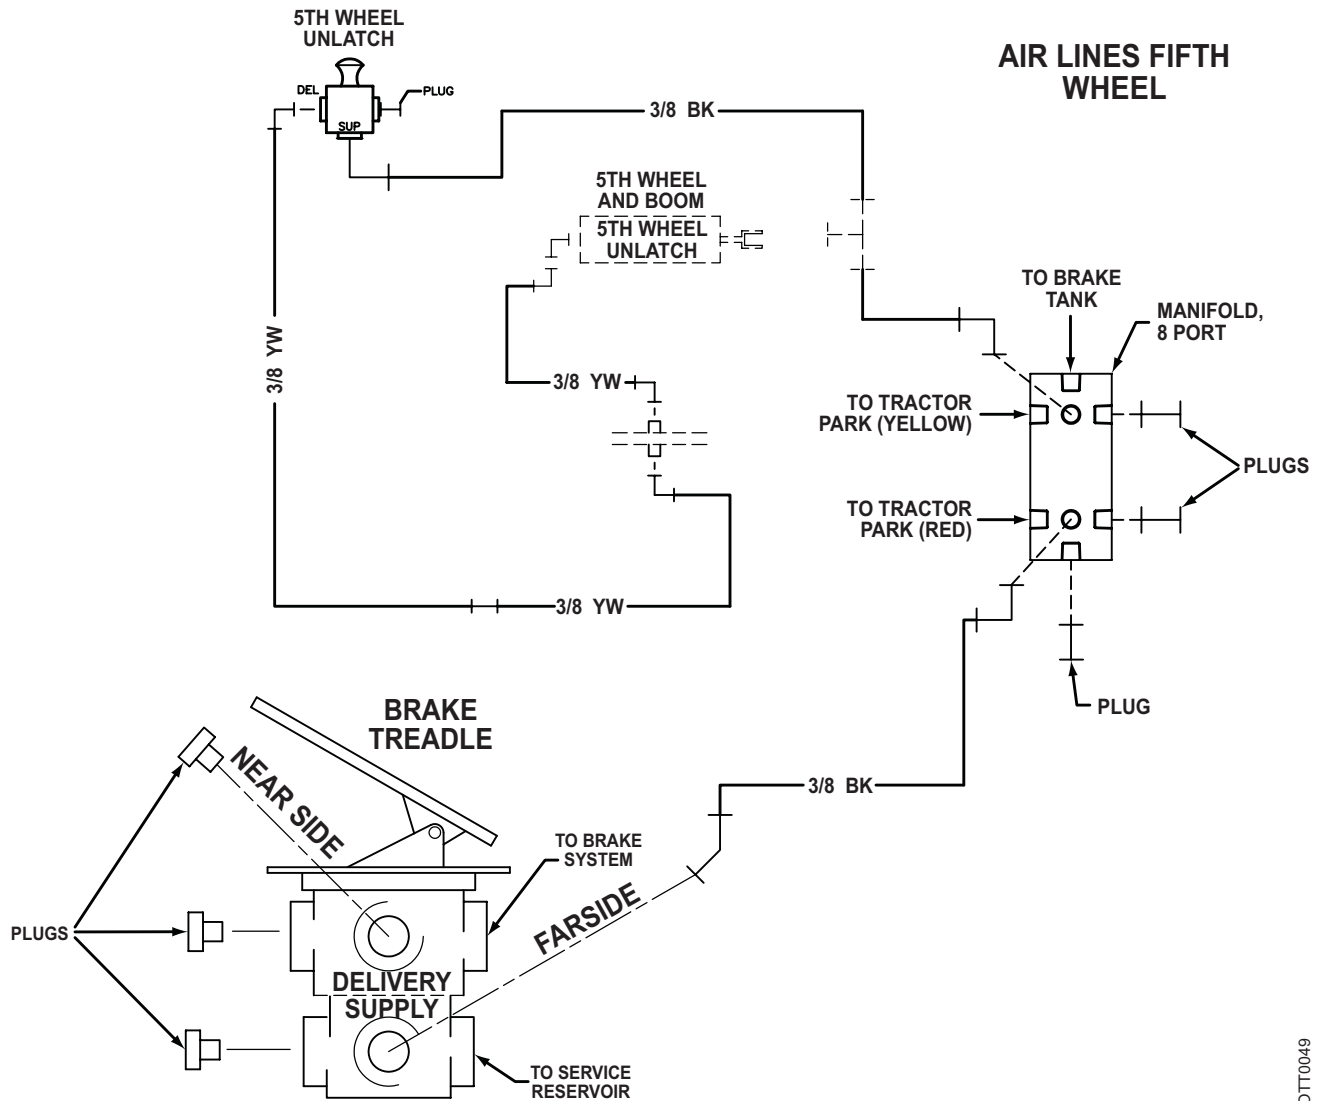 5TH WHEEL
UNLATCH
AIR LINES FIFTH
WHEEL
DEL
PLUG
SUP
3/8 BK
5TH WHEEL
AND BOOM
5TH WHEEL
UNLATCH
TO BRAKE
TANK
MANIFOLD,
8 PORT
3/8 YW
3/8 YW
TO TRACTOR
PARK (YELLOW)
PLUGS
TO TRACTOR
PARK (RED)
3/8 YW
PLUG
BRAKE
TREADLE
NEAR SIDE
3/8 BK
TO BRAKE
SYSTEM
FARSIDE
PLUGS
DELIVERY
SUPPLY
TO SERVICE
RESERVOIR
OTT0049